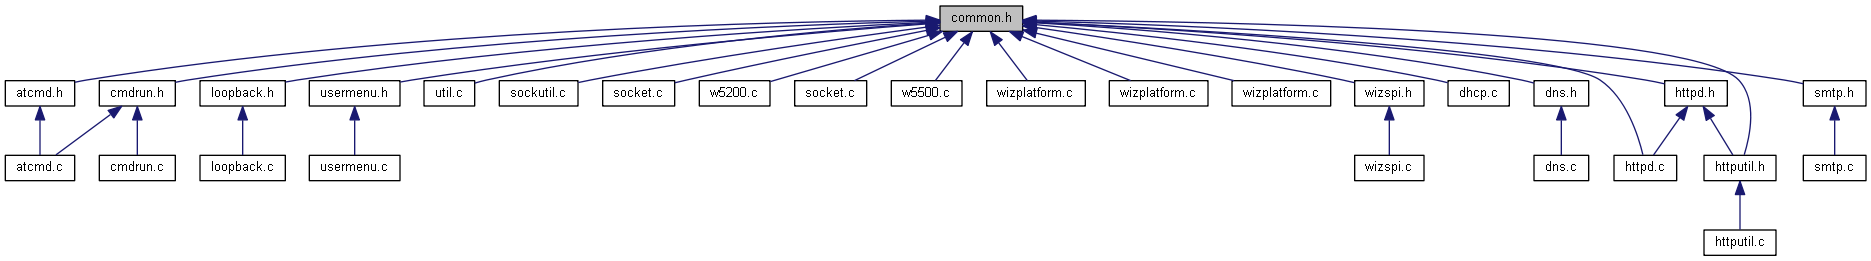 common.h
atcmd.h
cmdrun.h
loopback.h
usermenu.h
util.c
sockutil.c
socket.c
w5200.c
socket.c
w5500.c
wizplatform.c
wizplatform.c
wizplatform.c
wizspi.h
dhcp.c
dns.h
httpd.h
smtp.h
atcmd.c
cmdrun.c
loopback.c
usermenu.c
wizspi.c
dns.c
httpd.c
httputil.h
smtp.c
httputil.c